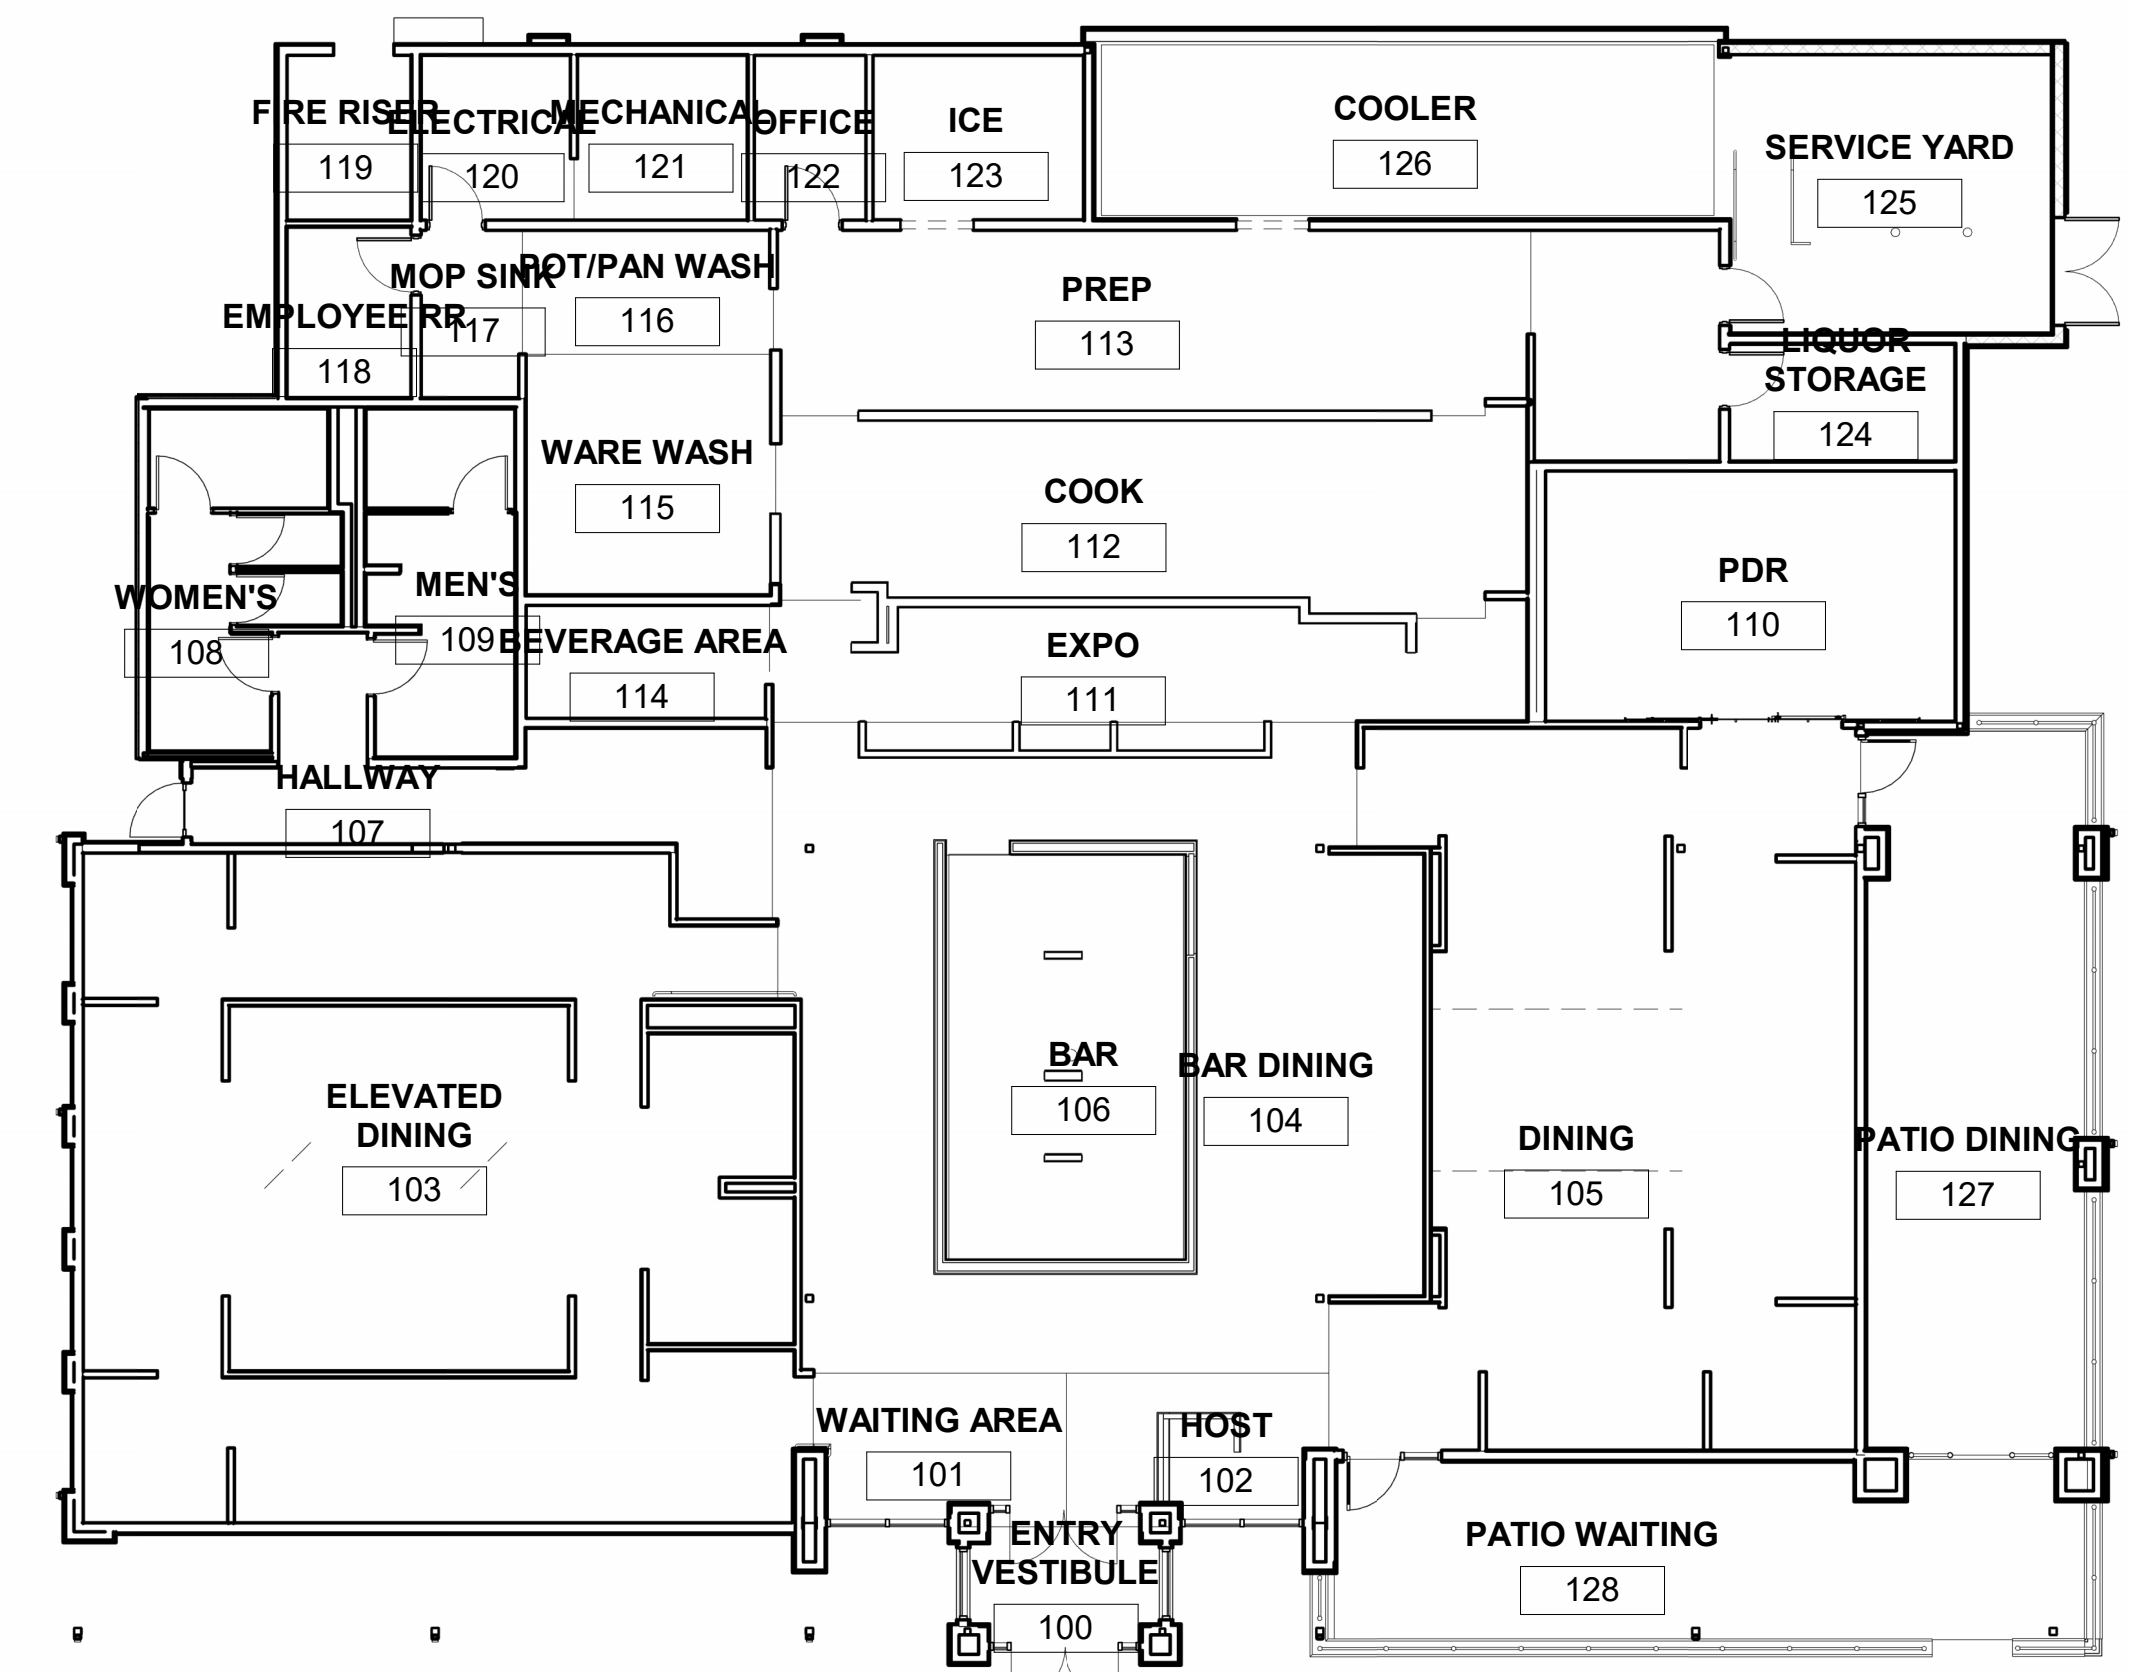 FIRE RISER
119
ELECTRICAL
120
MECHANICAL
121
OFFICE
122
ICE
123
COOLER
126
SERVICE YARD
125
MOP SINK
117
POT/PAN WASH
116
PREP
113
EMPLOYEE RR
118
LIQUOR
STORAGE
124
WARE WASH
115
COOK
112
PDR
110
WOMEN'S
108
MEN'S
109
BEVERAGE AREA
114
EXPO
111
HALLWAY
107
ELEVATED
DINING
103
BAR
106
BAR DINING
104
DINING
105
PATIO DINING
127
WAITING AREA
101
HOST
102
ENTRY
VESTIBULE
100
PATIO WAITING
128